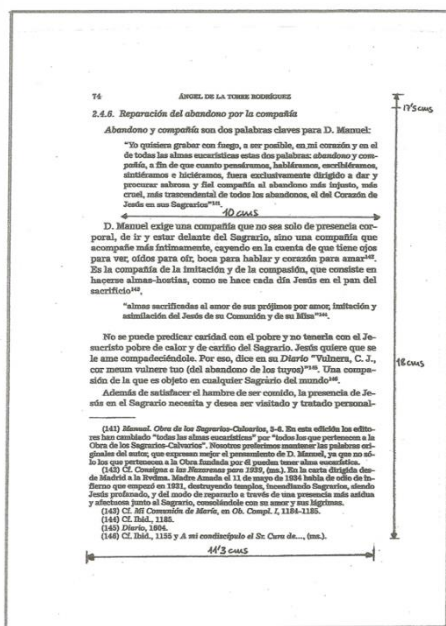 74 ÁNGEL DE LA TORRE RODRÍGUEZ
17'5 cms
2.4.6. Reparación del abandono por la compañía
Abandono y compañía son dos palabras claves para D. Manuel:
"Yo quisiera grabar con fuego, a ser posible, en mi corazón y en el
de todas las almas eucarísticas estas dos palabras: abandono y com-
pañía, a fin de que cuanto pensáramos, habláramos, escribiéramos,
sintiéramos e hiciéramos, fuera exclusivamente dirigido a dar y
procurar sabrosa y fiel compañía al abandono más injusto, más
cruel, más trascendental de todos los abandonos, el del Corazón de
Jesús en sus Sagrarios"141.
10 cms
D. Manuel exige una compañía que no sea solo de presencia cor-
poral, de ir y estar delante del Sagrario, sino una compañía que
acompañe más íntimamente, cayendo en la cuenta de que tiene ojos
para ver, oídos para oír, boca para hablar y corazón para amar142.
Es la compañía de la imitación y de la compasión, que consiste en
hacerse almas-hostias, como se hace cada día Jesús en el pan del
sacrificio143.
"almas sacrificadas al amor de sus prójimos por amor, imitación y
asimilación del Jesús de su Comunión y de su Misa"144.
18 cms
No se puede predicar caridad con el pobre y no tenerla con el Je-
sucristo pobre de calor y de cariño del Sagrario. Jesús quiere que se
le ame compadeciéndole. Por eso, dice en su Diario "Vulnera, C. J.,
cor meum vulnere tuo (del abandono de los tuyos)"145. Una compa-
sión de la que es objeto en cualquier Sagrario del mundo146.
Además de satisfacer el hambre de ser comido, la presencia de Je-
sús en el Sagrario necesita y desea ser visitado y tratado personal-
(141) Manual. Obra de los Sagrarios-Calvarios, 5-6. En esta edición los edito-
res han cambiado "todas las almas eucarísticas" por "todos los que pertenecen a la
Obra de los Sagrarios-Calvarios". Nosotros preferimos mantener las palabras ori-
ginales del autor, que expresan mejor el pensamiento de D. Manuel, ya que no só-
lo los que pertenecen a la Obra fundada por él pueden tener alma eucarística.
(142) Cf. Consigna a las Nazarenas para 1939, (ms.). En la carta dirigida des-
de Madrid a la Rvdma. Madre Amada el 11 de mayo de 1934 habla de odio de in-
fierno que empezó en 1931, destruyendo templos, incendiando Sagrarios, siendo
Jesús profanado, y del modo de repararlo a través de una presencia más asidua
y afectuosa junto al Sagrario, consolándole con su amor y sus lágrimas.
(143) Cf. Mi Comunión de María, en Ob. Compl. I, 1184-1185.
(144) Cf. Ibid., 1185.
(145) Diario, 1604.
(146) Cf. Ibid., 1155 y A mi condiscípulo el Sr. Cura de..., (ms.).
11'3 cms